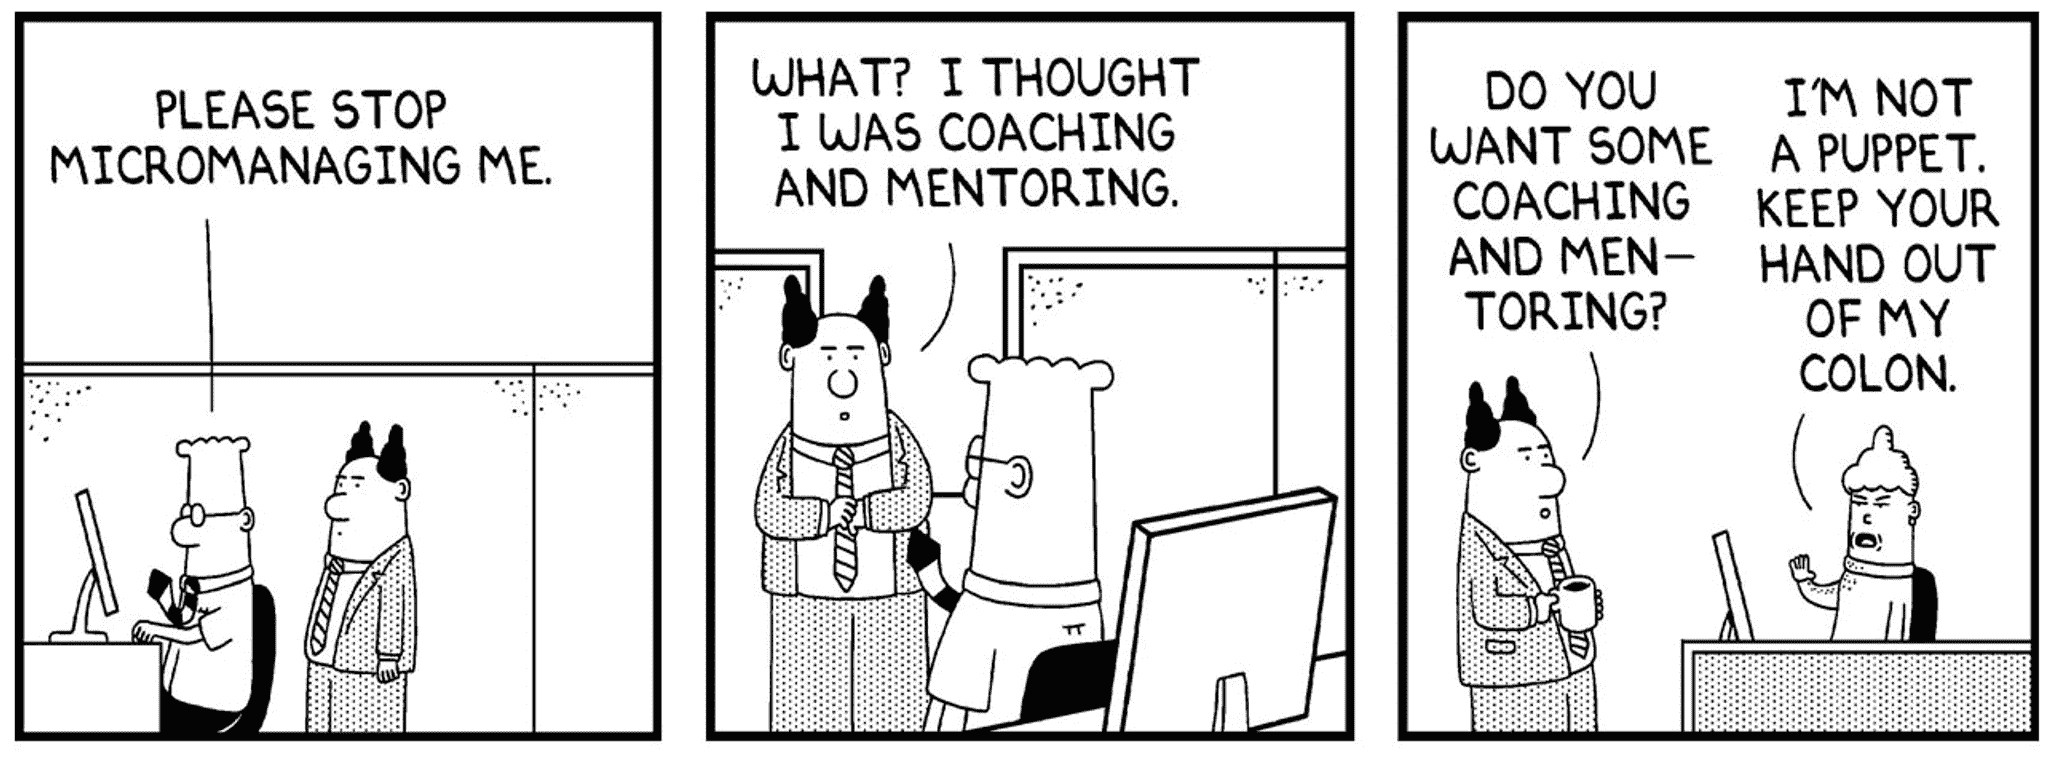 PLEASE STOP
MICROMANAGING ME.
WHAT? I THOUGHT
I WAS COACHING
AND MENTORING.
DO YOU
WANT SOME
COACHING
AND MEN–
TORING?
I'M NOT
A PUPPET.
KEEP YOUR
HAND OUT
OF MY
COLON.